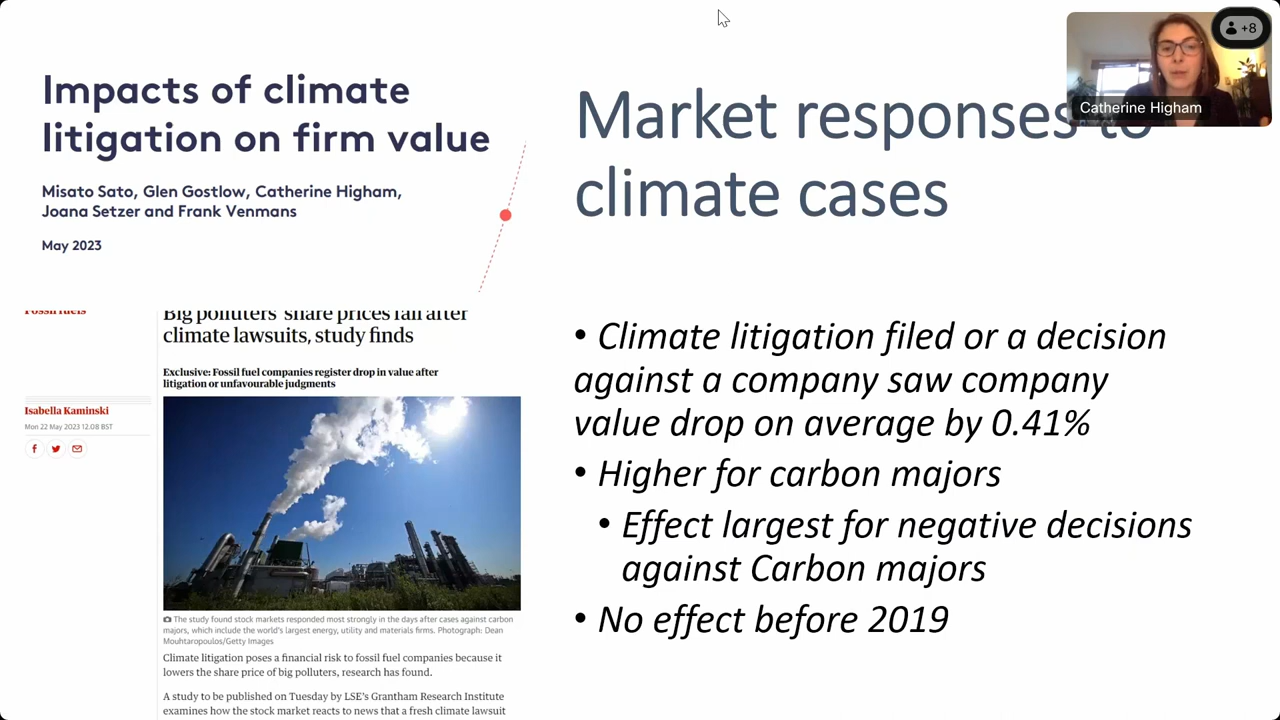 Impacts of climate
litigation on firm value
Misato Sato, Glen Gostlow, Catherine Higham,
Joana Setzer and Frank Venmans
May 2023
Market responses to
climate cases
+8
Catherine Higham
Fossil fuels
Big polluters' share prices fall after
climate lawsuits, study finds
Exclusive: Fossil fuel companies register drop in value after
litigation or unfavourable judgments
Isabella Kaminski
Mon 22 May 2023 12.08 BST
The study found stock markets responded most strongly in the days after cases against carbon
majors, which include the world's largest energy, utility and materials firms. Photograph: Dean
Mouhtaropoulos/Getty Images
Climate litigation poses a financial risk to fossil fuel companies because it
lowers the share price of big polluters, research has found.
A study to be published on Tuesday by LSE's Grantham Research Institute
examines how the stock market reacts to news that a fresh climate lawsuit
• Climate litigation filed or a decision
against a company saw company
value drop on average by 0.41%
• Higher for carbon majors
• Effect largest for negative decisions
against Carbon majors
• No effect before 2019